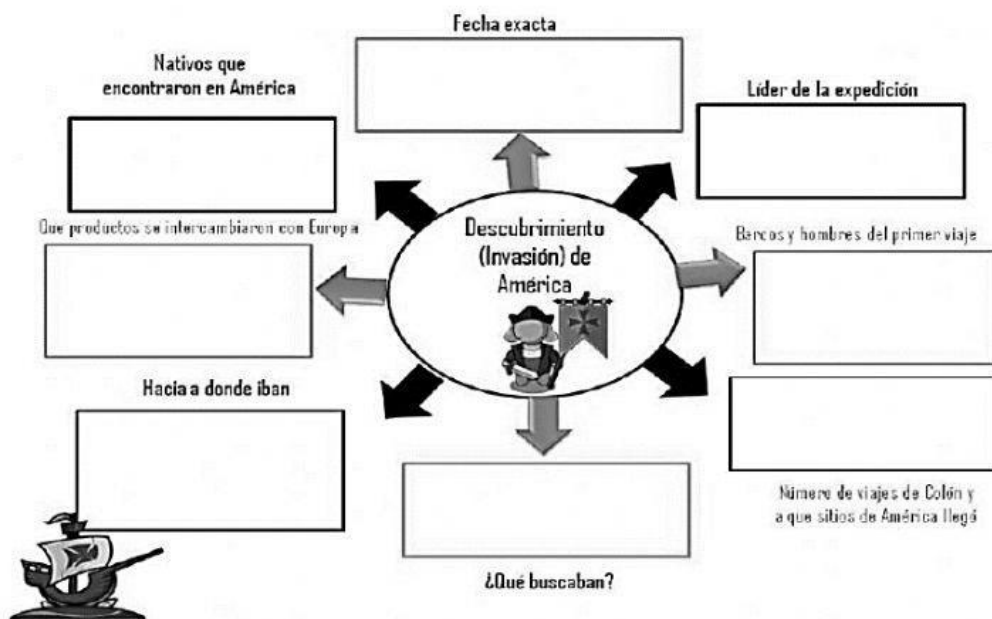 Fecha exacta
Nativos que
encontraron en América
Líder de la expedición
Que productos se intercambiaron con Europa
Descubrimiento
(Invasión) de
América
Barcos y hombres del primer viaje
Hacia a donde iban
Número de viajes de Colón y
a que sitios de América llegó
¿Qué buscaban?